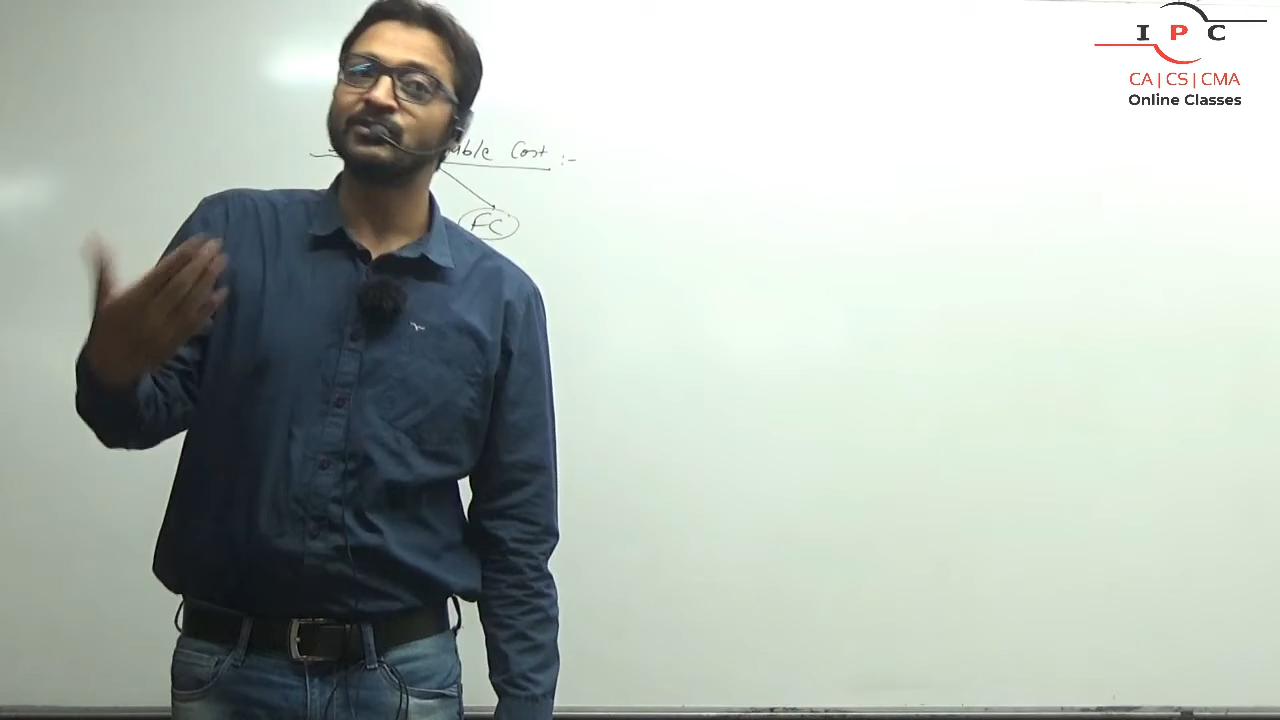 I P C
CA | CS | CMA
Online Classes
Cost :-
FC